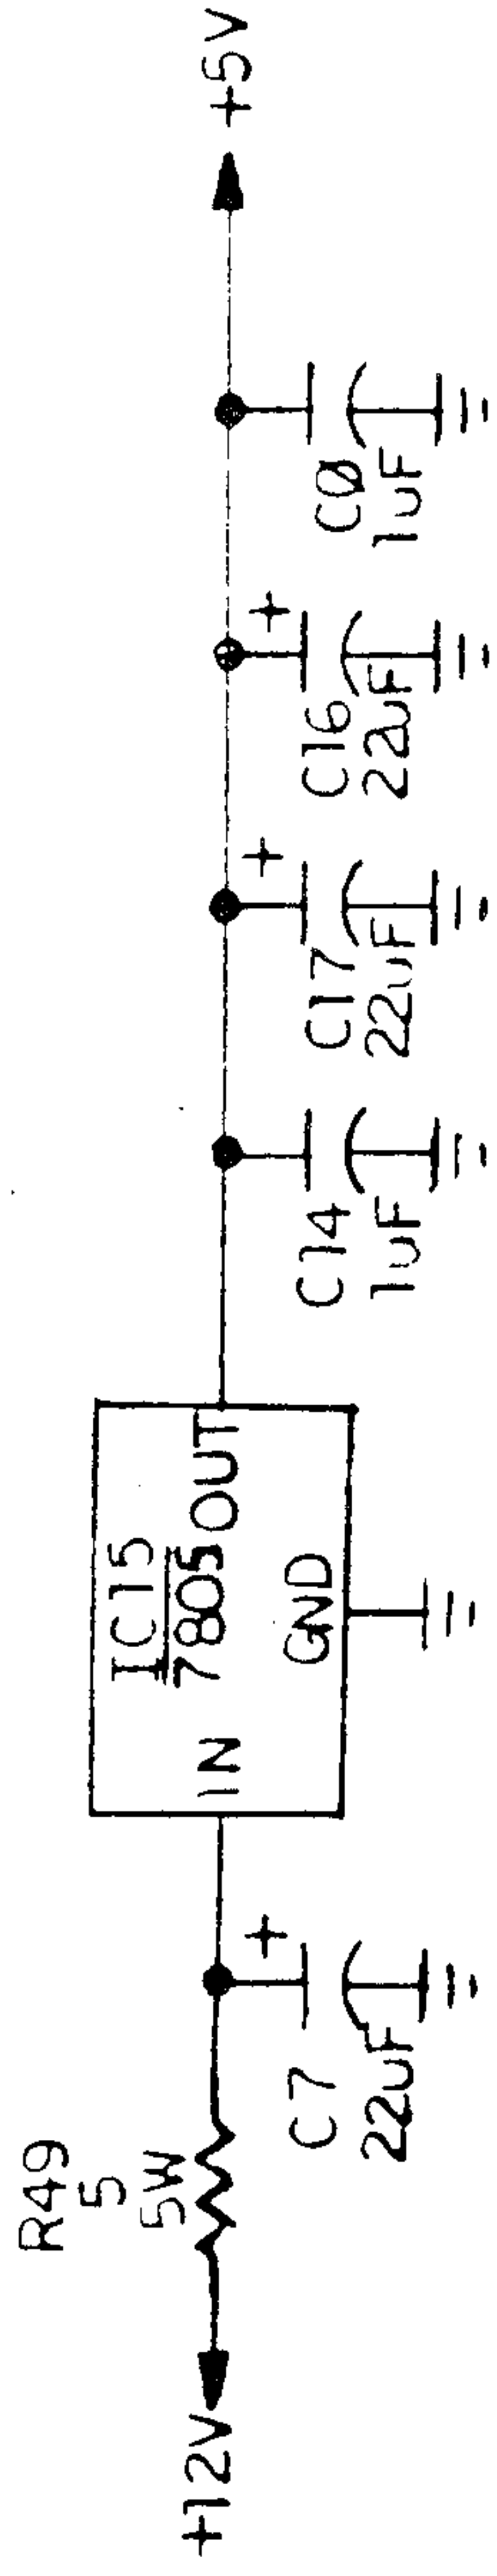 +12V
R49
5
5W
+
C7
22uF
IC15
7805
IN
OUT
GND
C14
1uF
+
C17
22uF
+
C16
22uF
CØ
1uF
+5V